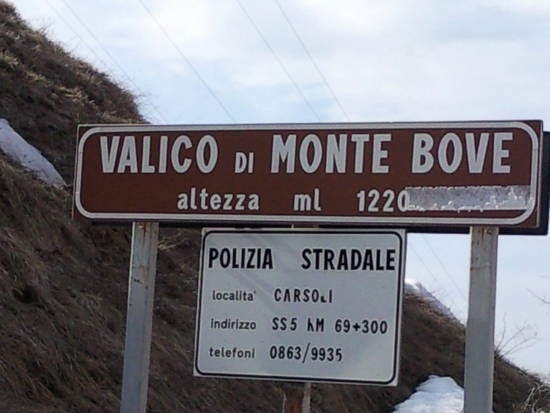 VALICO DI MONTE BOVE
altezza ml 1220
POLIZIA STRADALE
localita' CARSOLI
indirizzo SS5 KM 69+300
telefoni 0863/9935